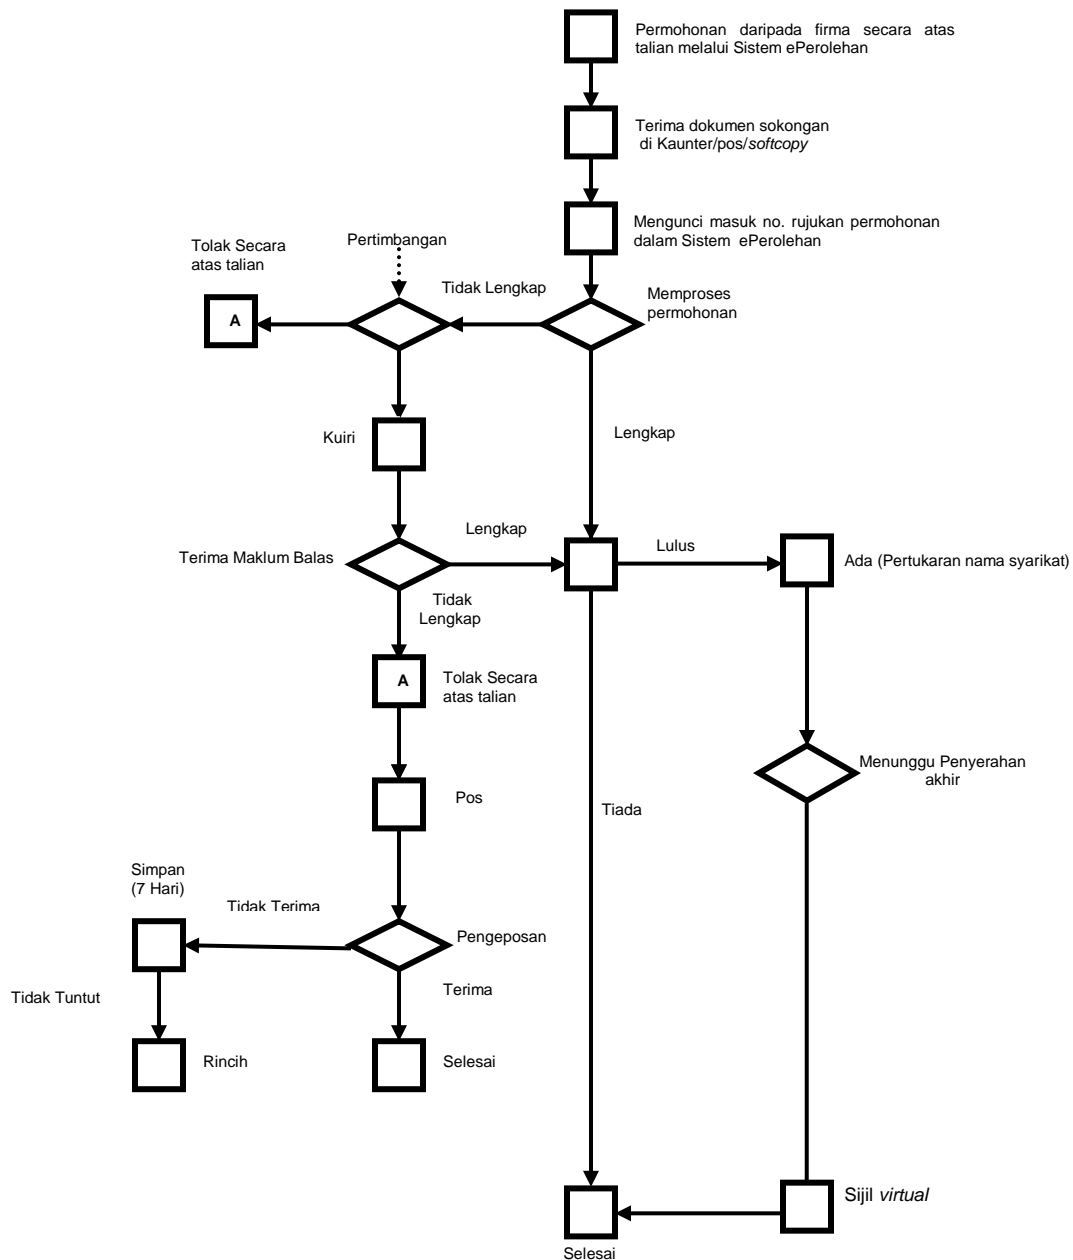 Permohonan daripada firma secara atas
talian melalui Sistem ePerolehan
Terima dokumen sokongan
di Kaunter/pos/softcopy
Mengunci masuk no. rujukan permohonan
dalam Sistem ePerolehan
Pertimbangan
Tolak Secara
atas talian
Tidak Lengkap
Memproses
permohonan
A
Kuiri
Lengkap
Lengkap
Lulus
Terima Maklum Balas
Ada (Pertukaran nama syarikat)
Tidak
Lengkap
A
Tolak Secara
atas talian
Menunggu Penyerahan
akhir
Pos
Tiada
Simpan
(7 Hari)
Tidak Terima
Pengeposan
Terima
Tidak Tuntut
Rincih
Selesai
Sijil virtual
Selesai